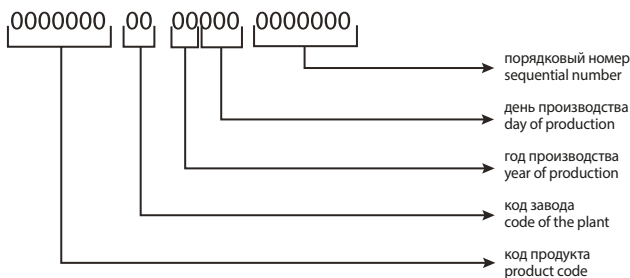 0000000 00 00000 0000000
порядковый номер
sequential number
день производства
day of production
год производства
year of production
код завода
code of the plant
код продукта
product code